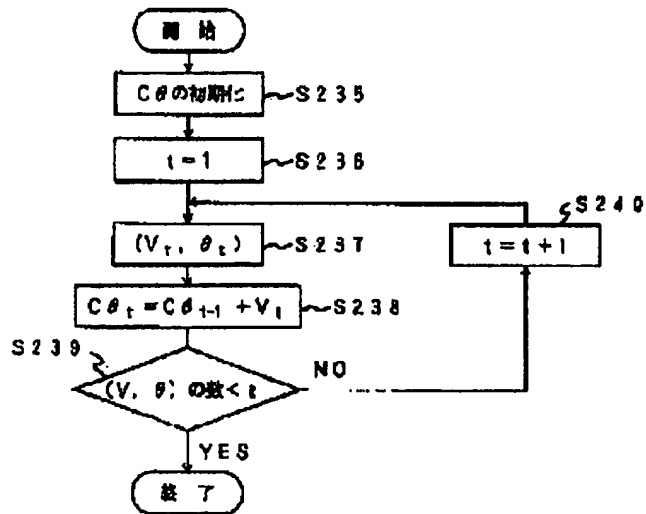 開始
Cθの初期化 S235
t=1 S236
(Vt, θt) S237
Cθt=Cθt-1+Vt S238
S239
(V, θ)の数<t
NO
YES
終了
S240
t=t+1